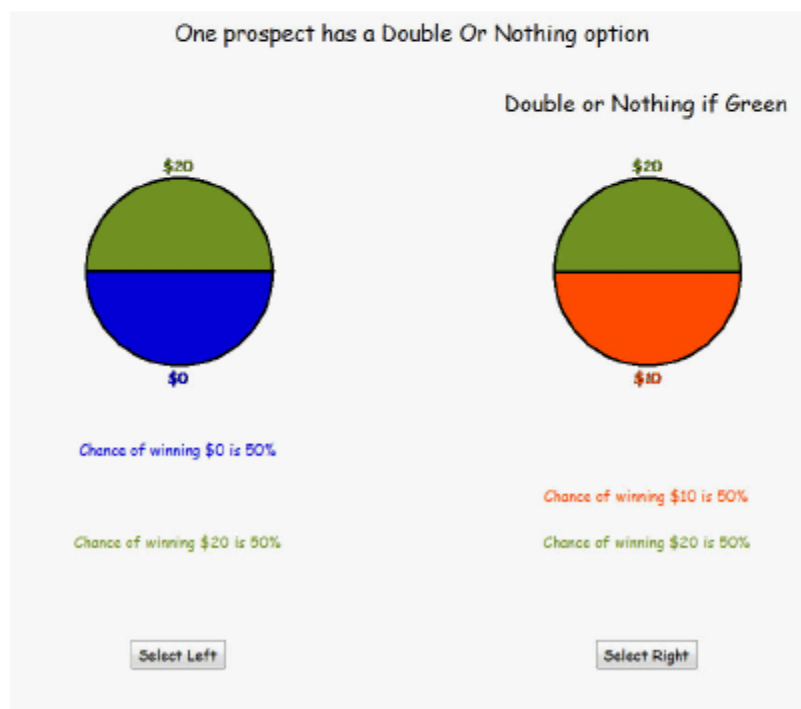 One prospect has a Double Or Nothing option
Double or Nothing if Green
$20
$20
$0
$10
Chance of winning $0 is 50%
Chance of winning $10 is 50%
Chance of winning $20 is 50%
Chance of winning $20 is 50%
Select Left
Select Right